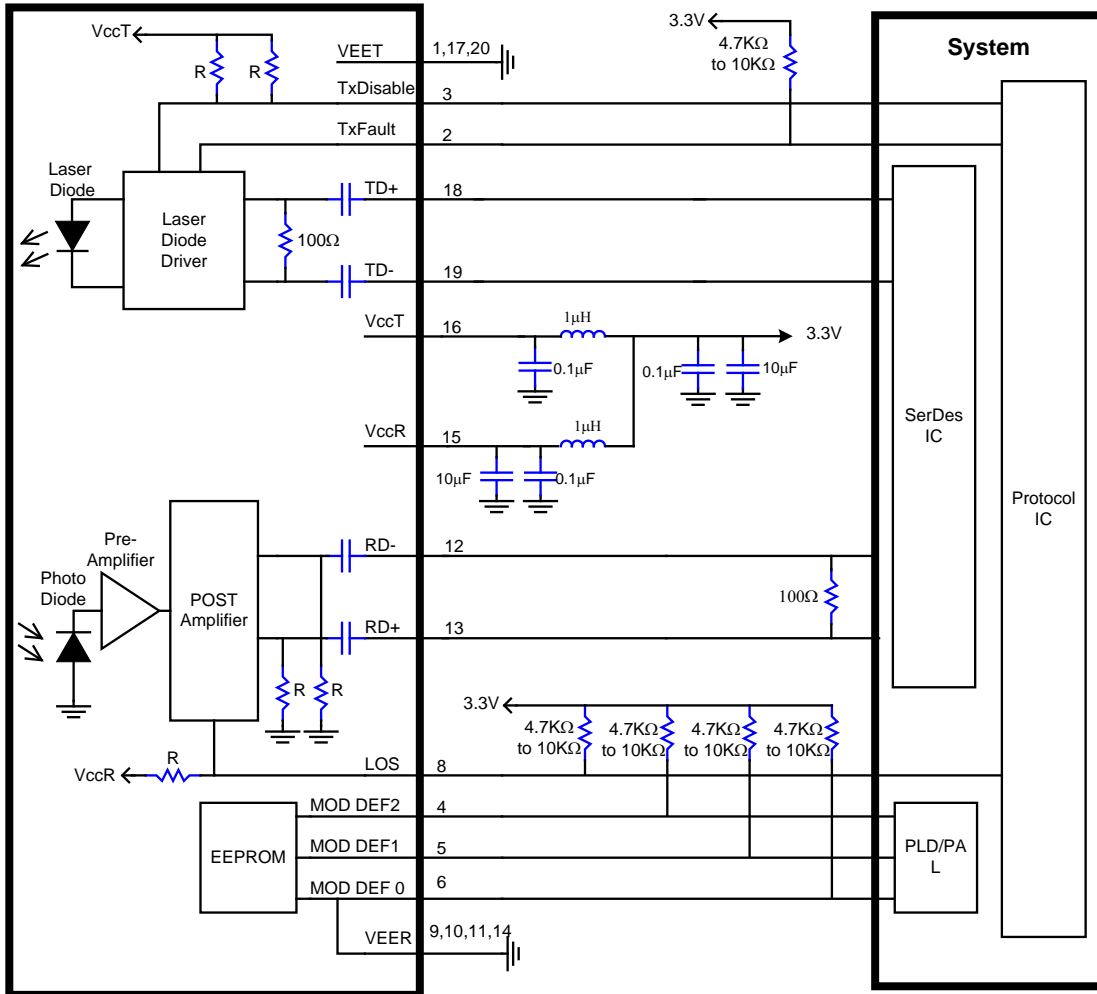 VccT
R
R
VEET
1,17,20
3.3V
4.7KΩ
to 10KΩ
System
TxDisable
3
TxFault
2
Laser
Diode
Laser
Diode
Driver
100Ω
TD+
18
TD-
19
VccT
16
1μH
3.3V
0.1μF
0.1μF
10μF
VccR
15
1μH
10μF
0.1μF
SerDes
IC
Protocol
IC
Pre-
Amplifier
Photo
Diode
POST
Amplifier
RD-
12
RD+
13
100Ω
R
R
3.3V
4.7KΩ
to 10KΩ
4.7KΩ
to 10KΩ
4.7KΩ
to 10KΩ
4.7KΩ
to 10KΩ
VccR
R
LOS
8
EEPROM
MOD DEF2
4
MOD DEF1
5
MOD DEF 0
6
PLD/PA
L
VEER
9,10,11,14